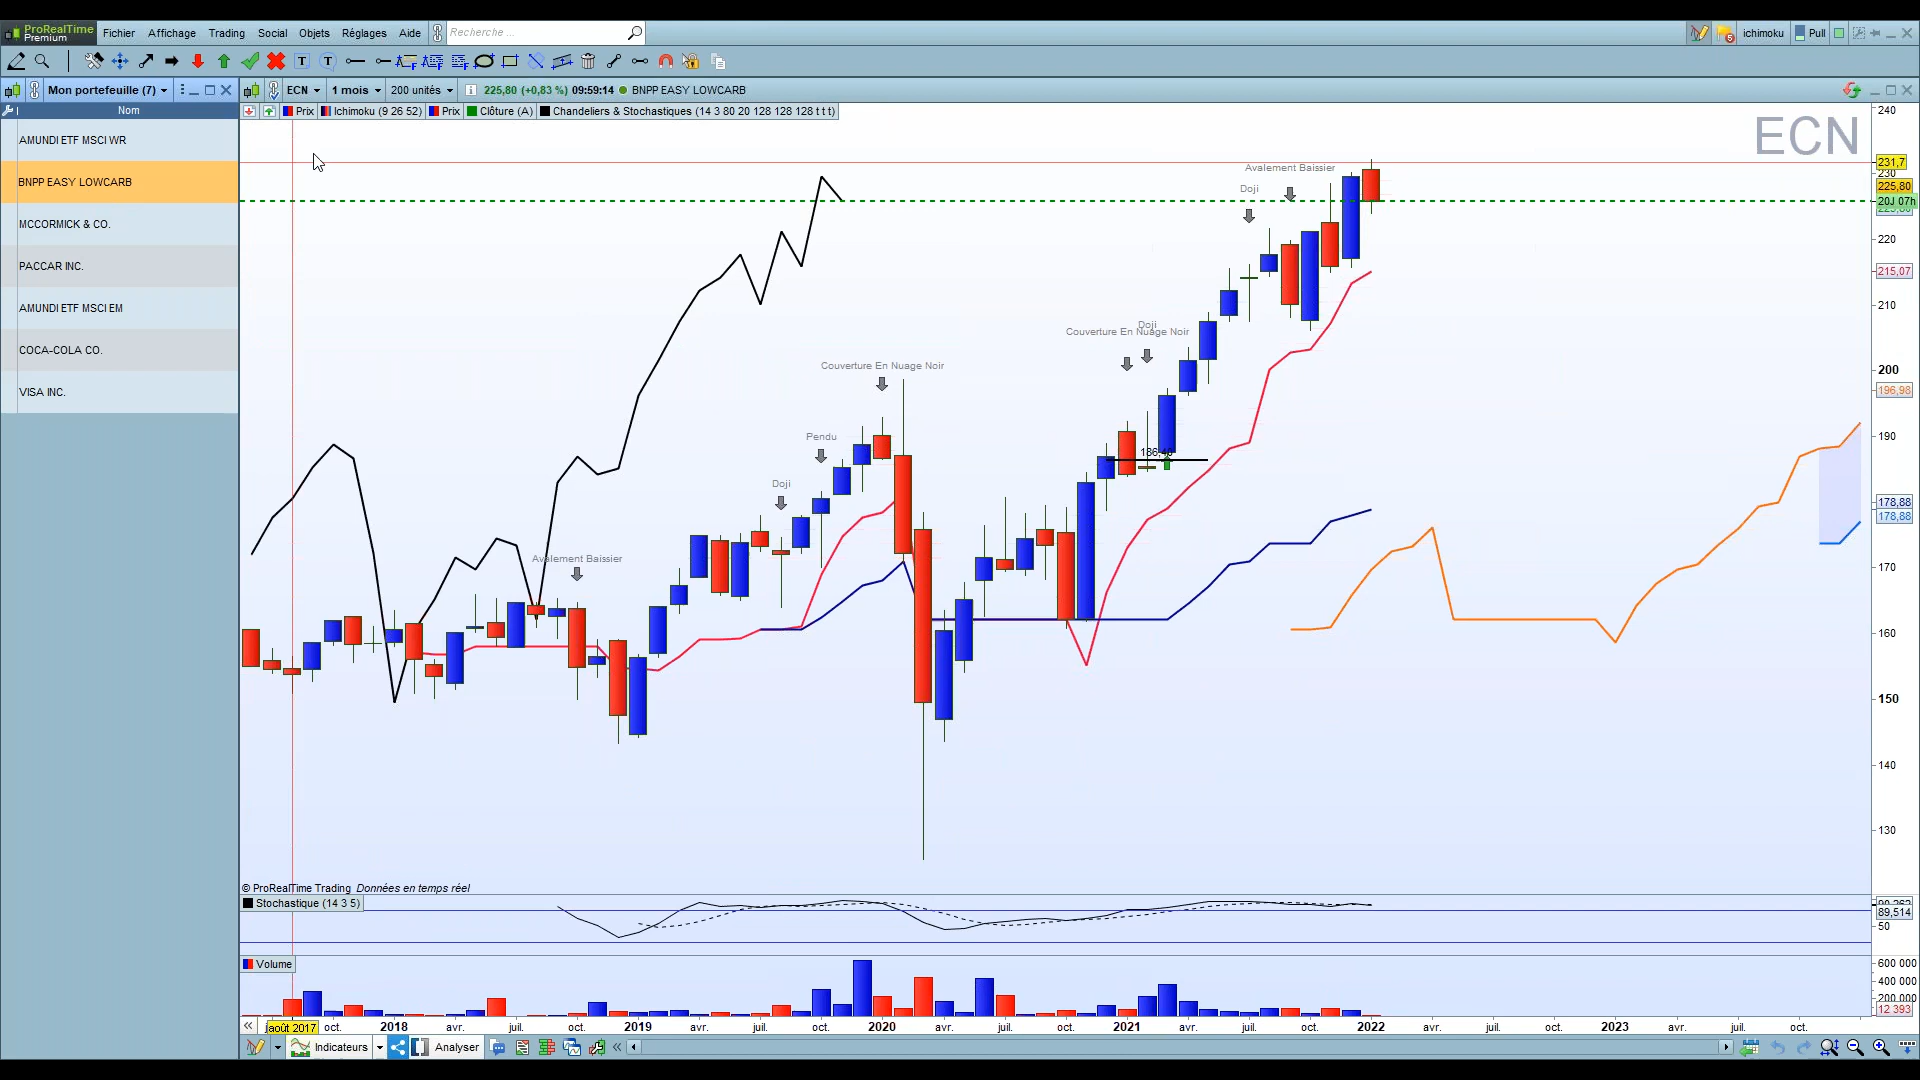 ProRealTime
Premium
Fichier Affichage Trading Social Objets Réglages Aide
Recherche ...
ichimoku
Pull
Mon portefeuille (7)
ECN
1 mois
200 unités
225,80 (+0,83 %) 09:59:14 BNPP EASY LOWCARB
Nom
AMUNDI ETF MSCI WR
BNPP EASY LOWCARB
MCCORMICK & CO.
PACCAR INC.
AMUNDI ETF MSCI EM
COCA-COLA CO.
VISA INC.
Prix Ichimoku (9 26 52) Prix Clôture (A) Chandeliers & Stochastiques (14 3 80 20 128 128 128 t t t)
ECN
240
231,7
230
225,80
20J 07h
220
215,07
210
200
196,98
190
178,88
178,88
170
160
150
140
130
Avalement Baissier
Doji
Doji
Couverture En Nuage Noir
Couverture En Nuage Noir
Pendu
Doji
Avalement Baissier
© ProRealTime Trading Données en temps réel
Stochastique (14 3 5)
89,514
50
Volume
600 000
400 000
200 000
12 393
août 2017 oct. 2018 avr. juil. oct. 2019 avr. juil. oct. 2020 avr. juil. oct. 2021 avr. juil. oct. 2022 avr. juil. oct. 2023 avr. juil. oct.
Indicateurs
Analyser